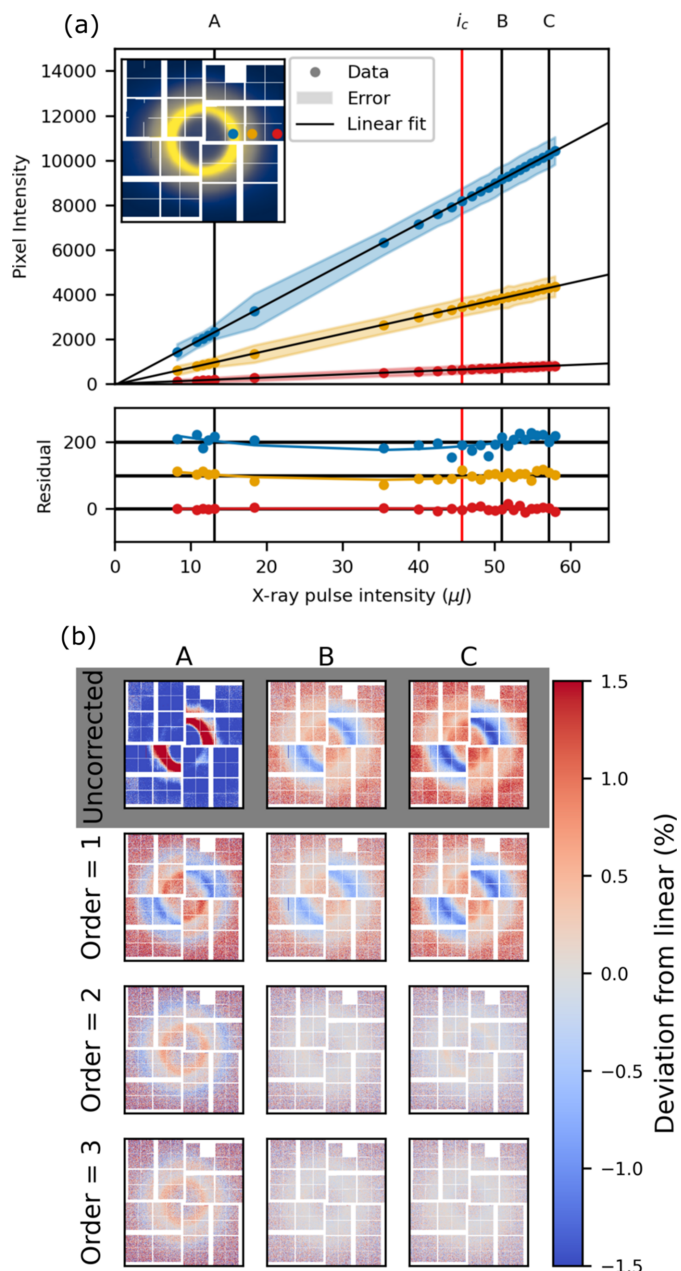 (a)
A i_c B C
14000
12000
10000
8000
6000
4000
2000
0
Pixel Intensity
Data
Error
Linear fit
200
100
0
Residual
0 10 20 30 40 50 60
X-ray pulse intensity (μJ)
(b)
A B C
Uncorrected
Order = 1
Order = 2
Order = 3
1.5
1.0
0.5
0.0
−0.5
−1.0
−1.5
Deviation from linear (%)